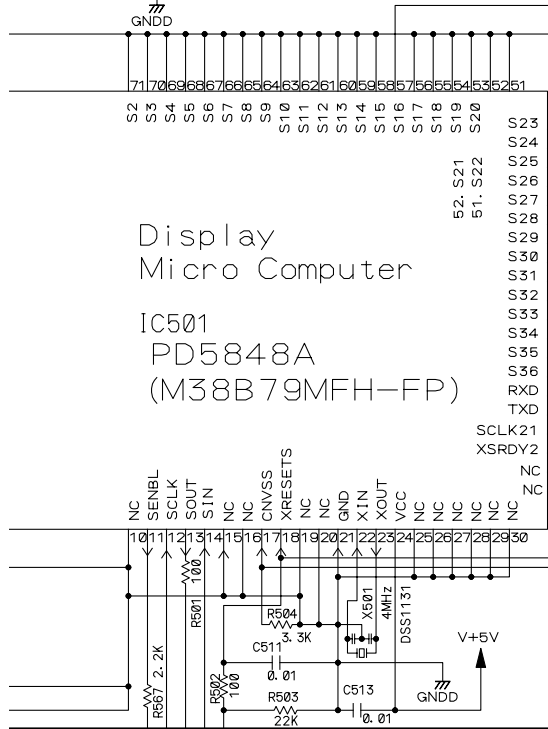 GNDD
71 70 69 68 67 66 65 64 63 62 61 60 59 58 57 56 55 54 53 52 51
S2 S3 S4 S5 S6 S7 S8 S9 S10 S11 S12 S13 S14 S15 S16 S17 S18 S19 S20
52. S21
51. S22
S23
S24
S25
S26
S27
S28
S29
S30
S31
S32
S33
S34
S35
S36
RXD
TXD
SCLK21
XSRDY2
NC
NC
Display
Micro Computer
IC501
PD5848A
(M38B79MFH-FP)
NC SENBL SCLK SOUT SIN NC NC CNVSS XRESETS NC NC GND XIN XOUT VCC NC NC NC NC NC NC
10 11 12 13 14 15 16 17 18 19 20 21 22 23 24 25 26 27 28 29 30
100
R501
R504
3.3K
X501
4MHz
DSS1131
V+5V
C511
0.01
R502
100
R567 2.2K
R503
22K
C513
0.01
GNDD